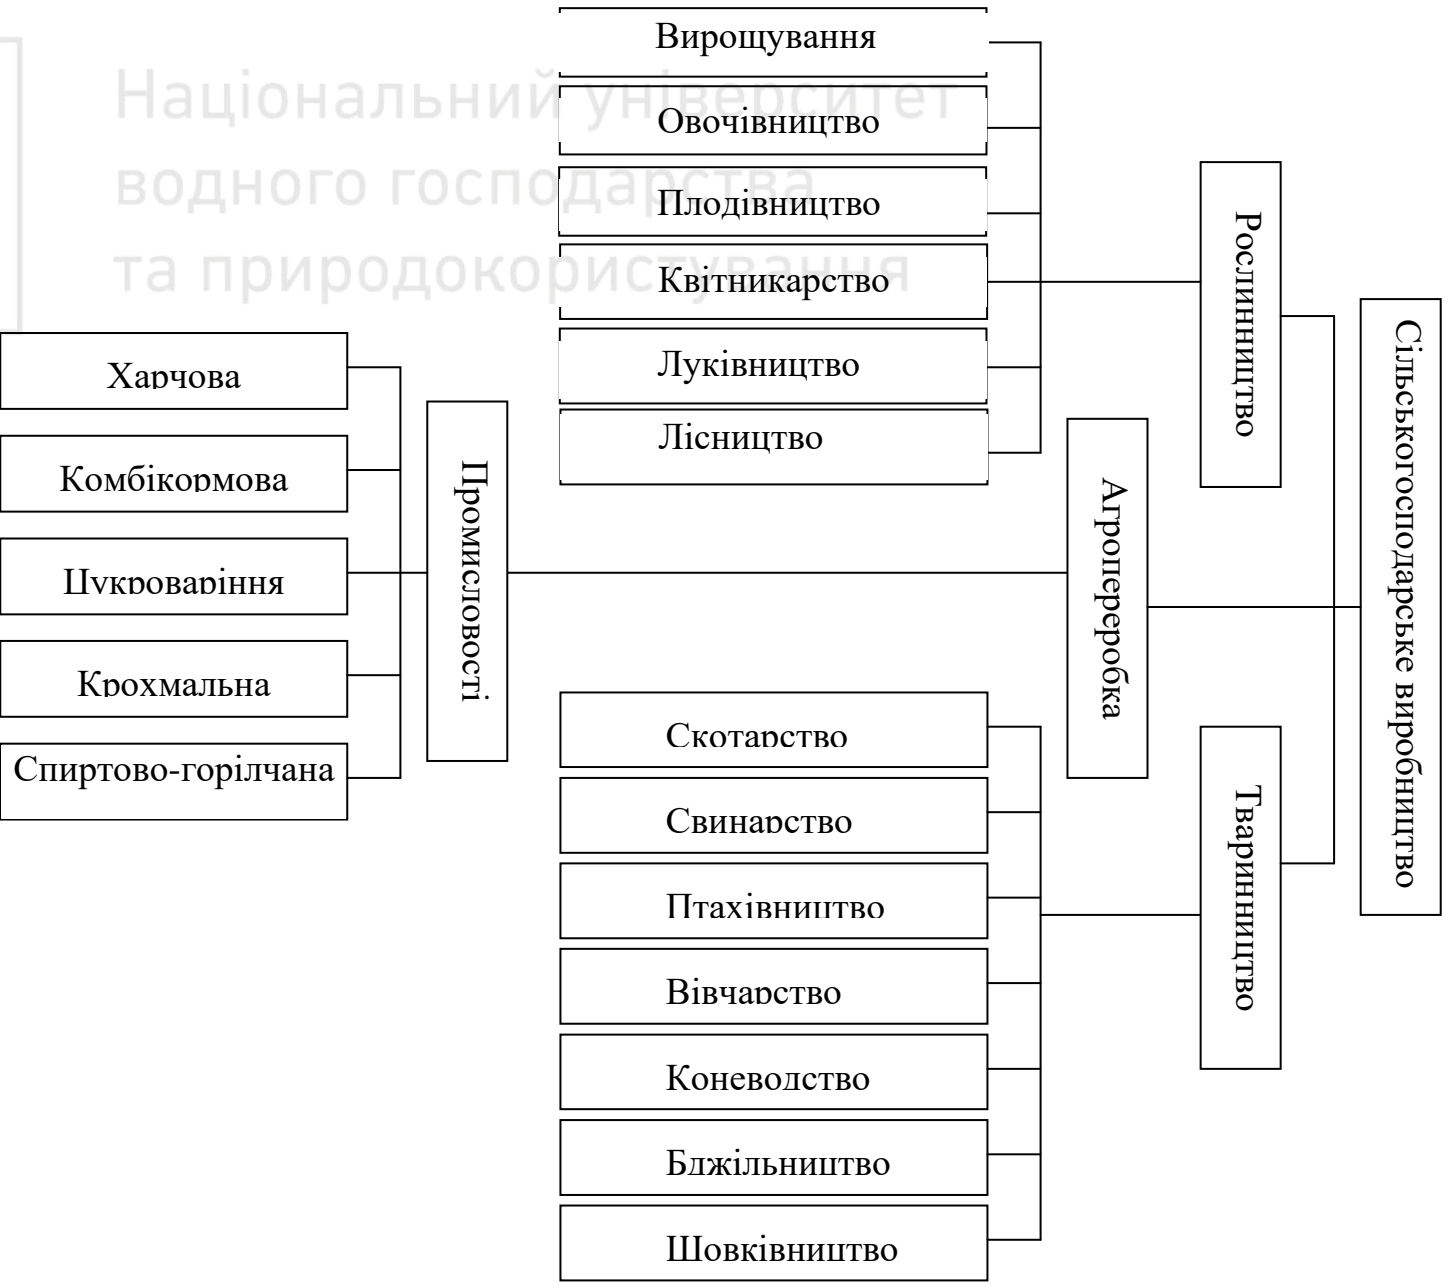 Національний університет
водного господарства
та природокористування
Сільськогосподарське виробництво
Рослинництво
Вирощування
Овочівництво
Плодівництво
Квітникарство
Луківництво
Лісництво
Агропереробка
Промисловості
Харчова
Комбікормова
Цукроваріння
Крохмальна
Спиртово-горілчана
Тваринництво
Скотарство
Свинарство
Птахівництво
Вівчарство
Коневодство
Бджільництво
Шовківництво